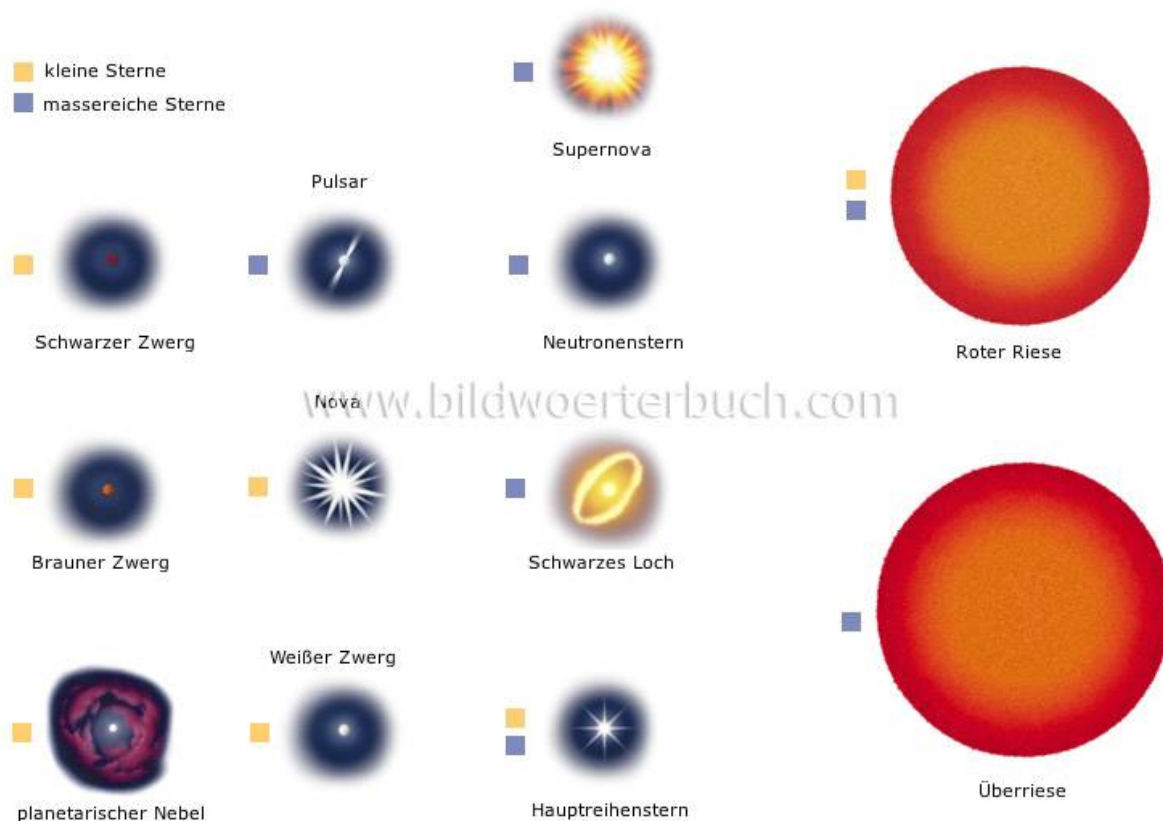 kleine Sterne
massereiche Sterne
Supernova
Pulsar
Schwarzer Zwerg
Neutronenstern
Roter Riese
www.bildwoerterbuch.com
Nova
Brauner Zwerg
Schwarzes Loch
Weißer Zwerg
planetarischer Nebel
Hauptreihenstern
Überriese